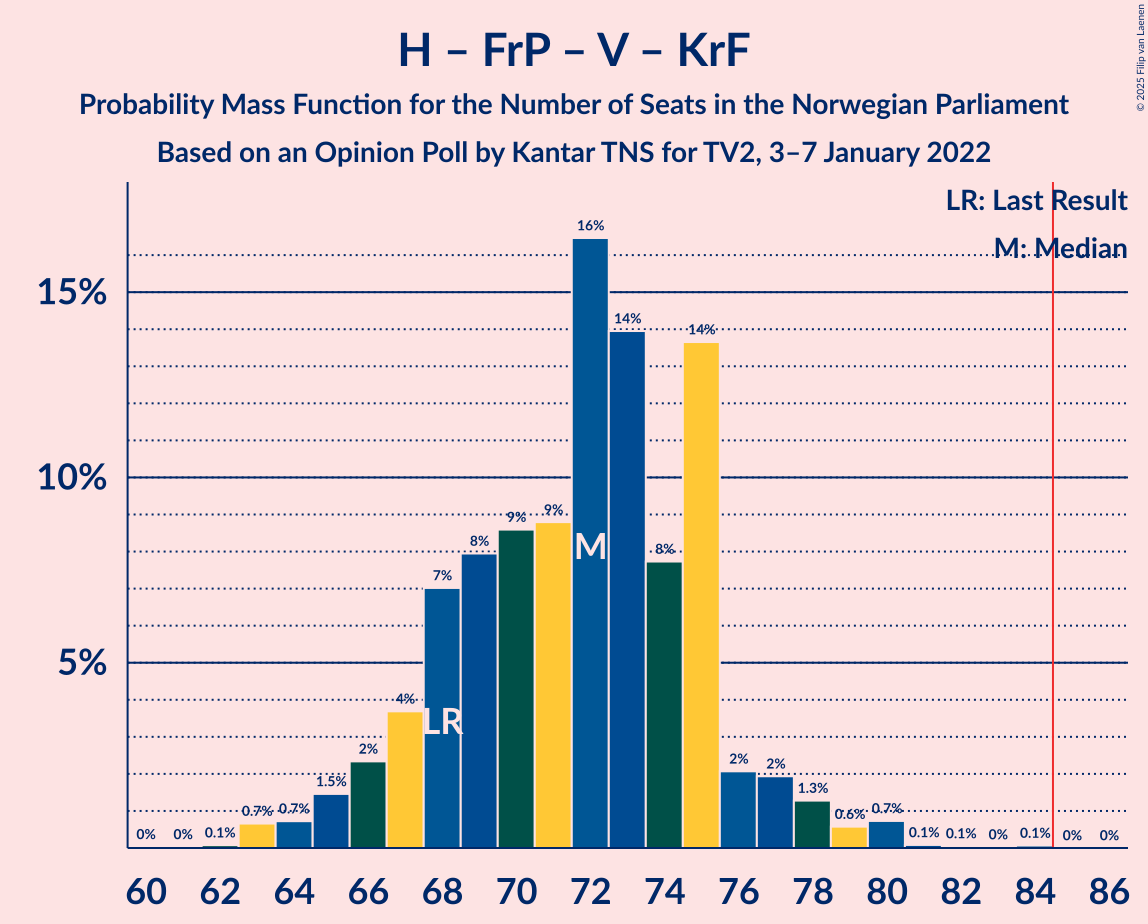 H – FrP – V – KrF
Probability Mass Function for the Number of Seats in the Norwegian Parliament
Based on an Opinion Poll by Kantar TNS for TV2, 3–7 January 2022
© 2025 Filip van Laenen
LR: Last Result
M: Median
15%
10%
5%
0% 0% 0.1% 0.7% 0.7% 1.5% 2% 4% 7% 8% 9% 9% 16% 14% 8% 14% 2% 2% 1.3% 0.6% 0.7% 0.1% 0.1% 0% 0.1% 0% 0%
M
LR
60 62 64 66 68 70 72 74 76 78 80 82 84 86